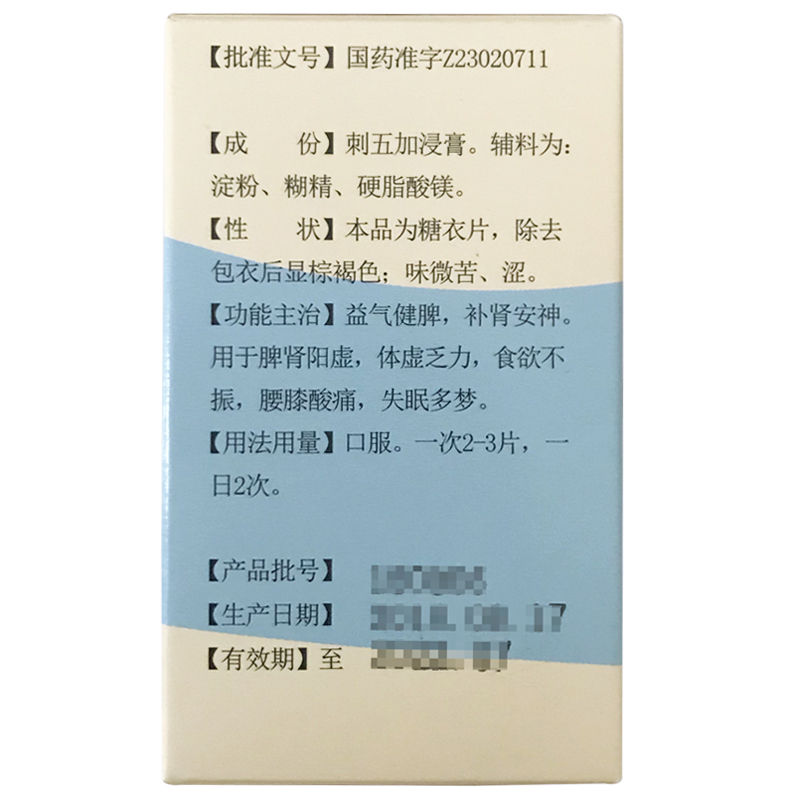 【批准文号】国药准字Z23020711
【成　份】刺五加浸膏。辅料为:
淀粉、糊精、硬脂酸镁。
【性　状】本品为糖衣片，除去
包衣后显棕褐色；味微苦、涩。
【功能主治】益气健脾，补肾安神。
用于脾肾阳虚，体虚乏力，食欲不
振，腰膝酸痛，失眠多梦。
【用法用量】口服。一次2-3片，一
日2次。
【产品批号】
【生产日期】
【有效期】至